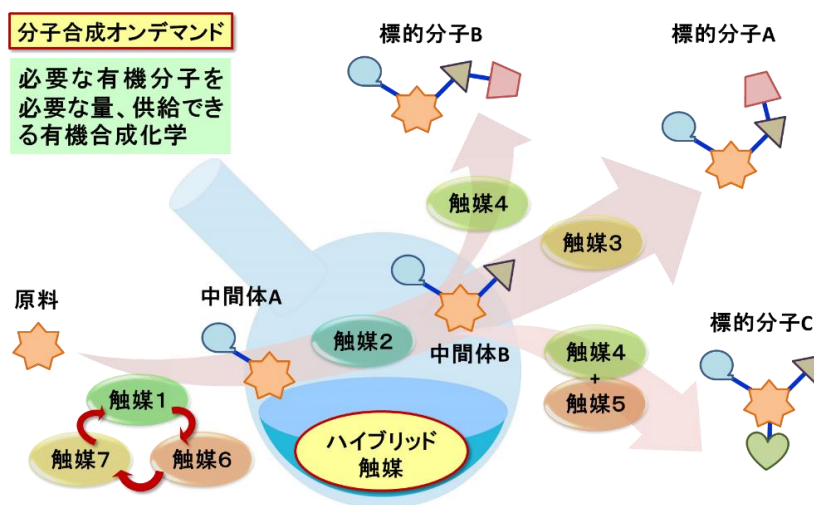 分子合成オンデマンド
必要な有機分子を
必要な量、供給でき
る有機合成化学
標的分子B
標的分子A
触媒4
触媒3
原料
中間体A
触媒2
中間体B
標的分子C
触媒4
+
触媒5
触媒1
触媒7
触媒6
ハイブリッド
触媒